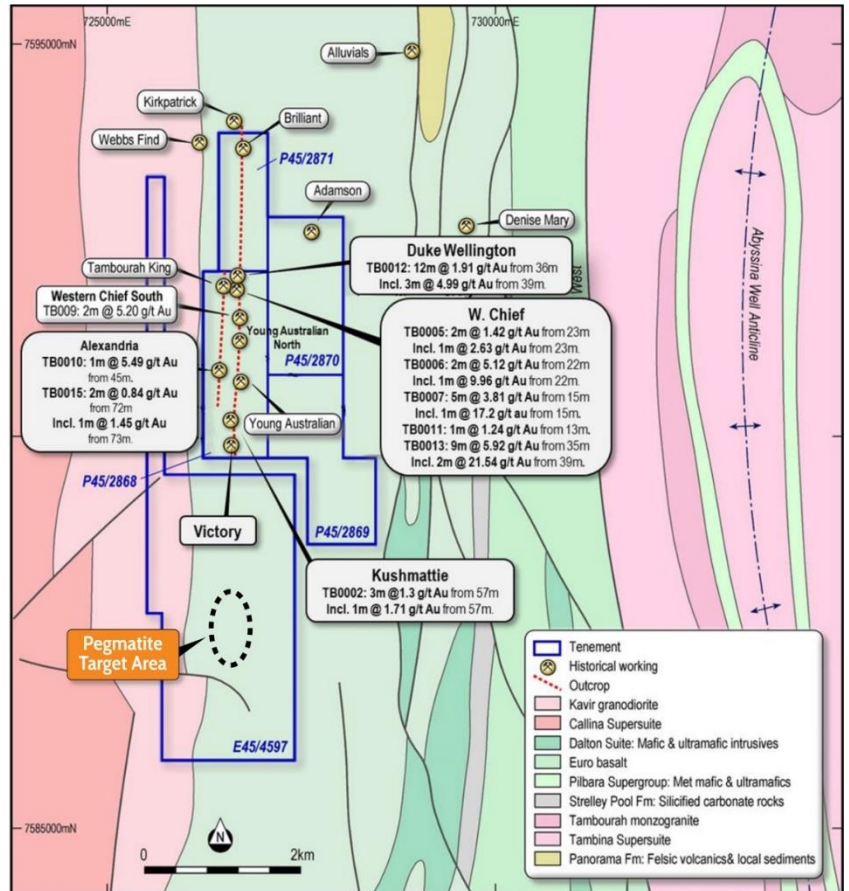 725000mE
730000mE
7595000mN
Alluvials
Kirkpatrick
Brilliant
Webbs Find
P45/2871
Adamson
Denise Mary
Duke Wellington
TB0012: 12m @ 1.91 g/t Au from 36m
Incl. 3m @ 4.99 g/t Au from 39m.
West
Abyssina Well Anticline
Tambourah King
Western Chief South
TB009: 2m @ 5.20 g/t Au
Young Australian
North
P45/2870
W. Chief
TB0005: 2m @ 1.42 g/t Au from 23m
Incl. 1m @ 2.63 g/t Au from 23m.
TB0006: 2m @ 5.12 g/t Au from 22m
Incl. 1m @ 9.96 g/t Au from 22m.
TB0007: 5m @ 3.81 g/t Au from 15m
Incl. 1m @ 17.2 g/t au from 15m.
TB0011: 1m @ 1.24 g/t Au from 13m.
TB0013: 9m @ 5.92 g/t Au from 35m
Incl. 2m @ 21.54 g/t Au from 39m.
Alexandria
TB0010: 1m @ 5.49 g/t Au
from 45m.
TB0015: 2m @ 0.84 g/t Au
from 72m
Incl. 1m @ 1.45 g/t Au
from 73m.
Young Australian
P45/2868
Victory
P45/2869
Kushmattie
TB0002: 3m @1.3 g/t Au from 57m
Incl. 1m @ 1.71 g/t Au from 57m.
Pegmatite
Target Area
E45/4597
7585000mN
N
0
2km
Tenement
Historical working
Outcrop
Kavir granodiorite
Callina Supersuite
Dalton Suite: Mafic & ultramafic intrusives
Euro basalt
Pilbara Supergroup: Met mafic & ultramafics
Strelley Pool Fm: Silicified carbonate rocks
Tambourah monzogranite
Tambina Supersuite
Panorama Fm: Felsic volcanics& local sediments